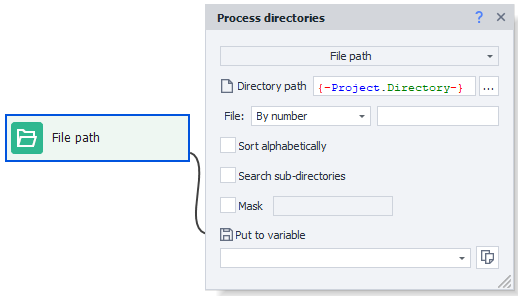 Process directories ? ×
File path
Directory path {-Project.Directory-} ...
File path
File: By number
Sort alphabetically
Search sub-directories
Mask
Put to variable